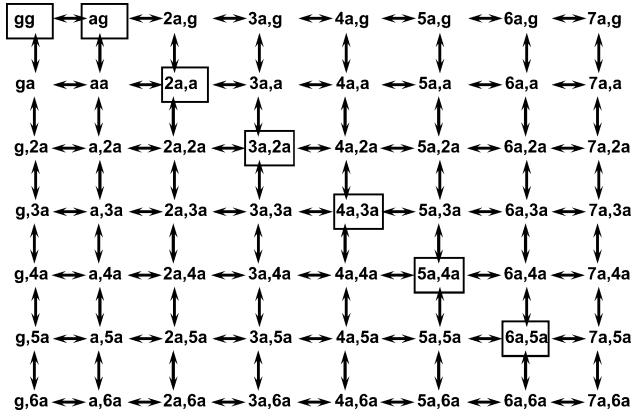 gg ag 2a,g 3a,g 4a,g 5a,g 6a,g 7a,g
ga aa 2a,a 3a,a 4a,a 5a,a 6a,a 7a,a
g,2a a,2a 2a,2a 3a,2a 4a,2a 5a,2a 6a,2a 7a,2a
g,3a a,3a 2a,3a 3a,3a 4a,3a 5a,3a 6a,3a 7a,3a
g,4a a,4a 2a,4a 3a,4a 4a,4a 5a,4a 6a,4a 7a,4a
g,5a a,5a 2a,5a 3a,5a 4a,5a 5a,5a 6a,5a 7a,5a
g,6a a,6a 2a,6a 3a,6a 4a,6a 5a,6a 6a,6a 7a,6a